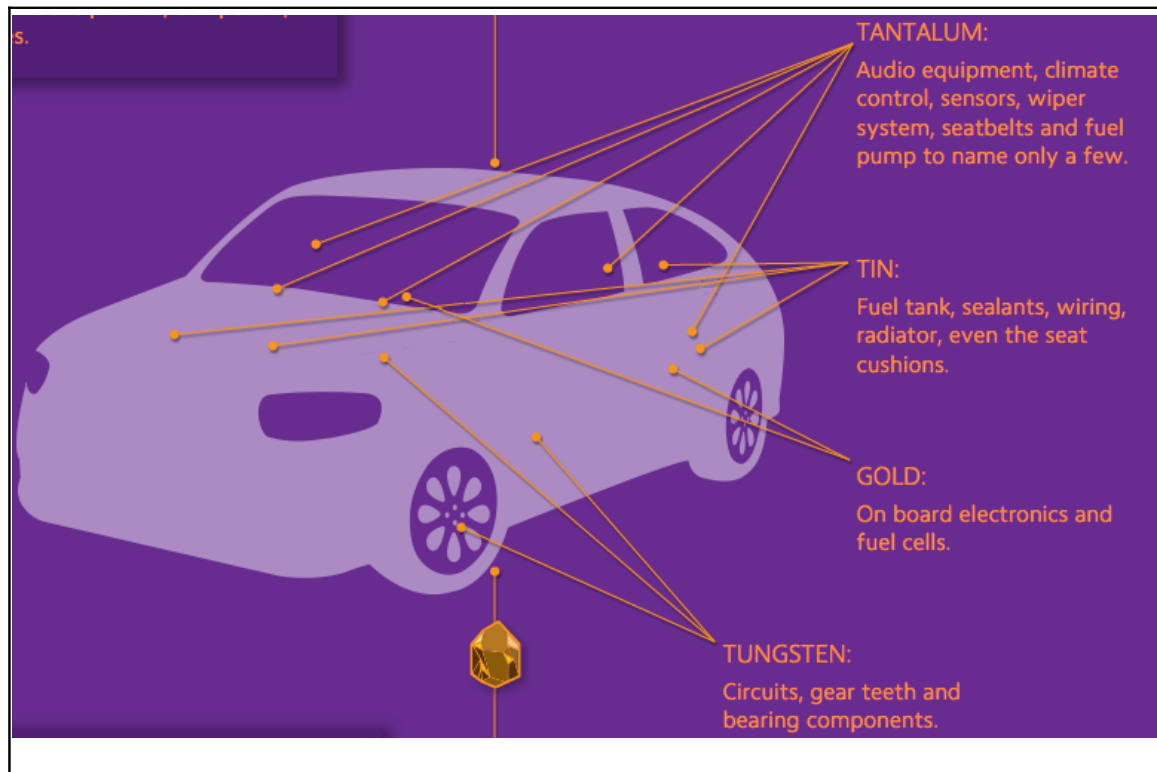 s.
TANTALUM:
Audio equipment, climate
control, sensors, wiper
system, seatbelts and fuel
pump to name only a few.
TIN:
Fuel tank, sealants, wiring,
radiator, even the seat
cushions.
GOLD:
On board electronics and
fuel cells.
TUNGSTEN:
Circuits, gear teeth and
bearing components.